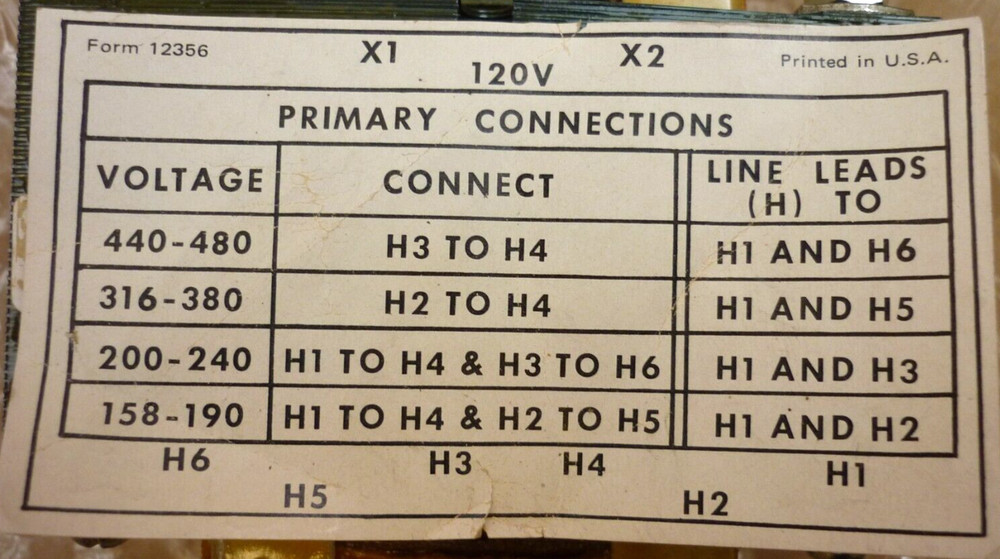 Form 12356 X1 X2 Printed in U.S.A.
120V
PRIMARY CONNECTIONS
VOLTAGE CONNECT LINE LEADS
(H) TO
440-480 H3 TO H4 H1 AND H6
316-380 H2 TO H4 H1 AND H5
200-240 H1 TO H4 & H3 TO H6 H1 AND H3
158-190 H1 TO H4 & H2 TO H5 H1 AND H2
H6 H3 H4 H1
H5 H2